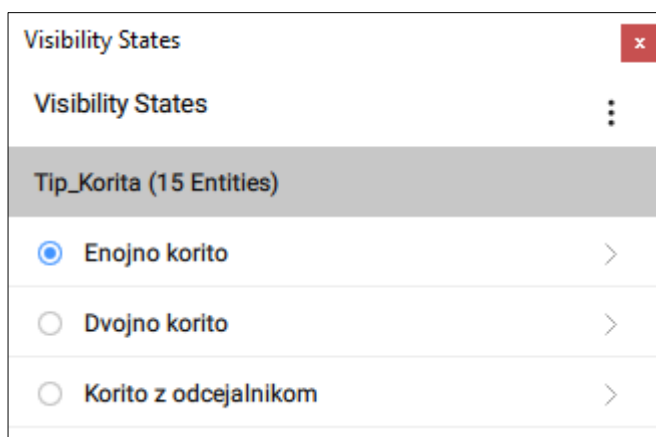 Visibility States
x
Visibility States
Tip_Korita (15 Entities)
Enojno korito
Dvojno korito
Korito z odcejalnikom